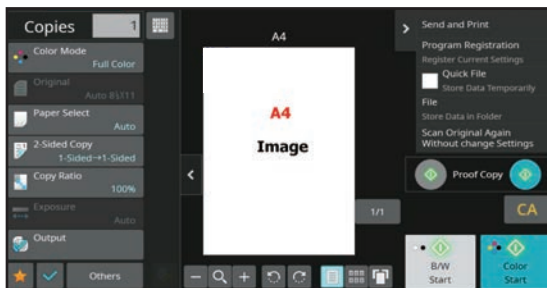 Copies 1
Color Mode
Full Color
Original
Auto 8½11
Paper Select
Auto
2-Sided Copy
1-Sided→1-Sided
Copy Ratio
100%
Exposure
Auto
Output
Others
A4
A4
Image
1/1
Send and Print
Program Registration
Register Current Settings
Quick File
Store Data Temporarily
File
Store Data in Folder
Scan Original Again
Without change Settings
Proof Copy
CA
B/W
Start
Color
Start